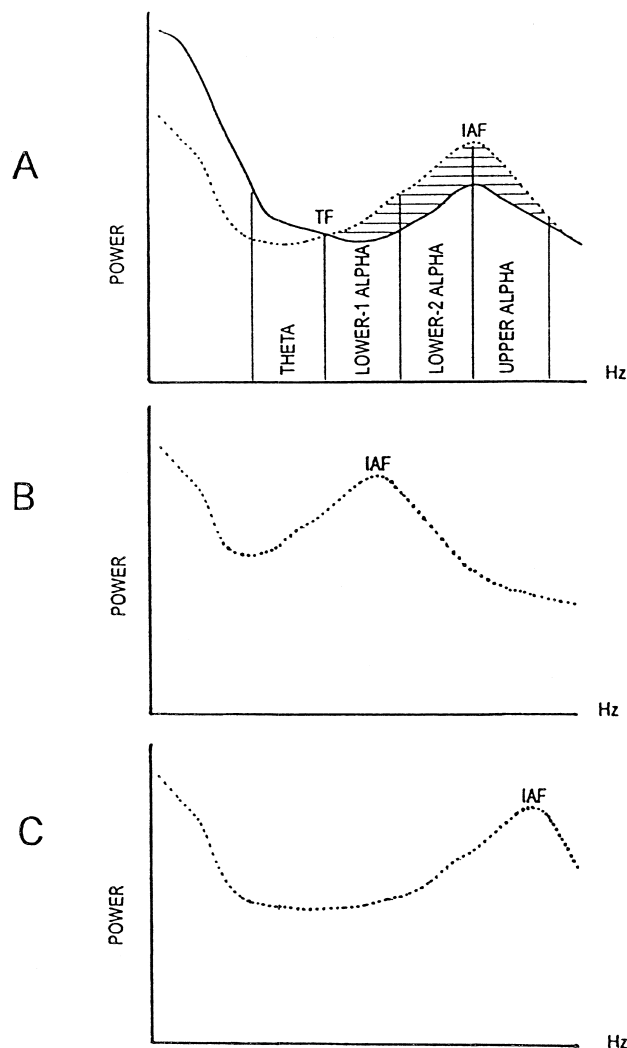 A
POWER
IAF
TF
THETA
LOWER-1 ALPHA
LOWER-2 ALPHA
UPPER ALPHA
Hz
B
POWER
IAF
Hz
C
POWER
IAF
Hz